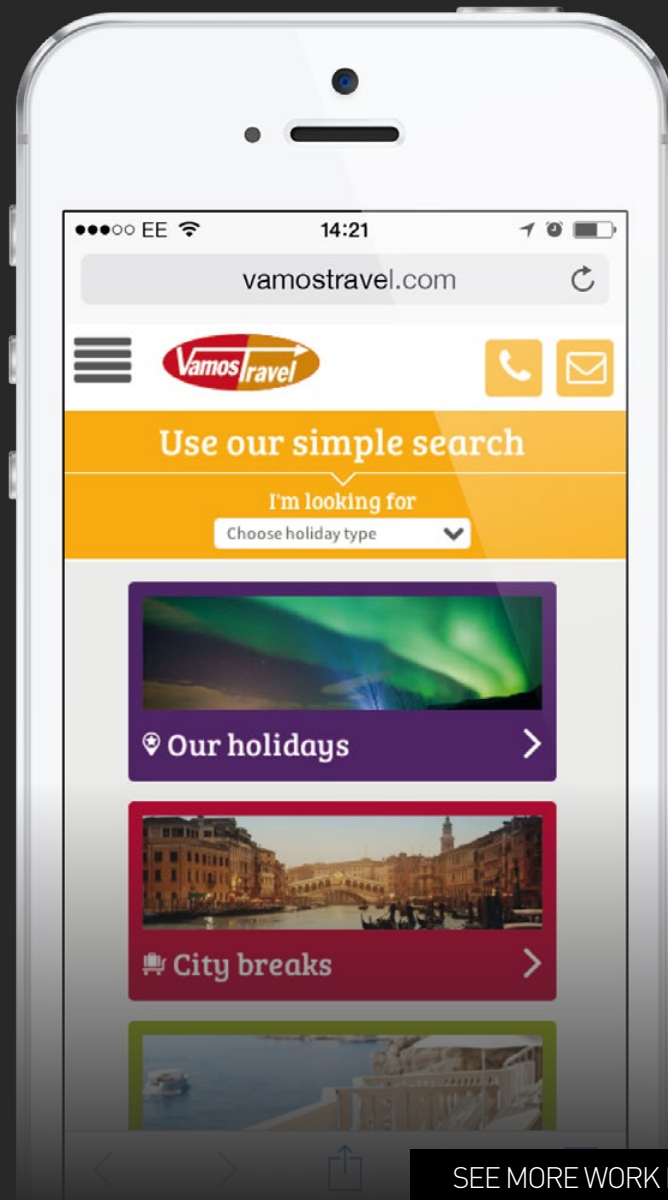 EE
14:21
vamostravel.com
Vamos Travel
Use our simple search
I'm looking for
Choose holiday type
Our holidays
City breaks
SEE MORE WORK